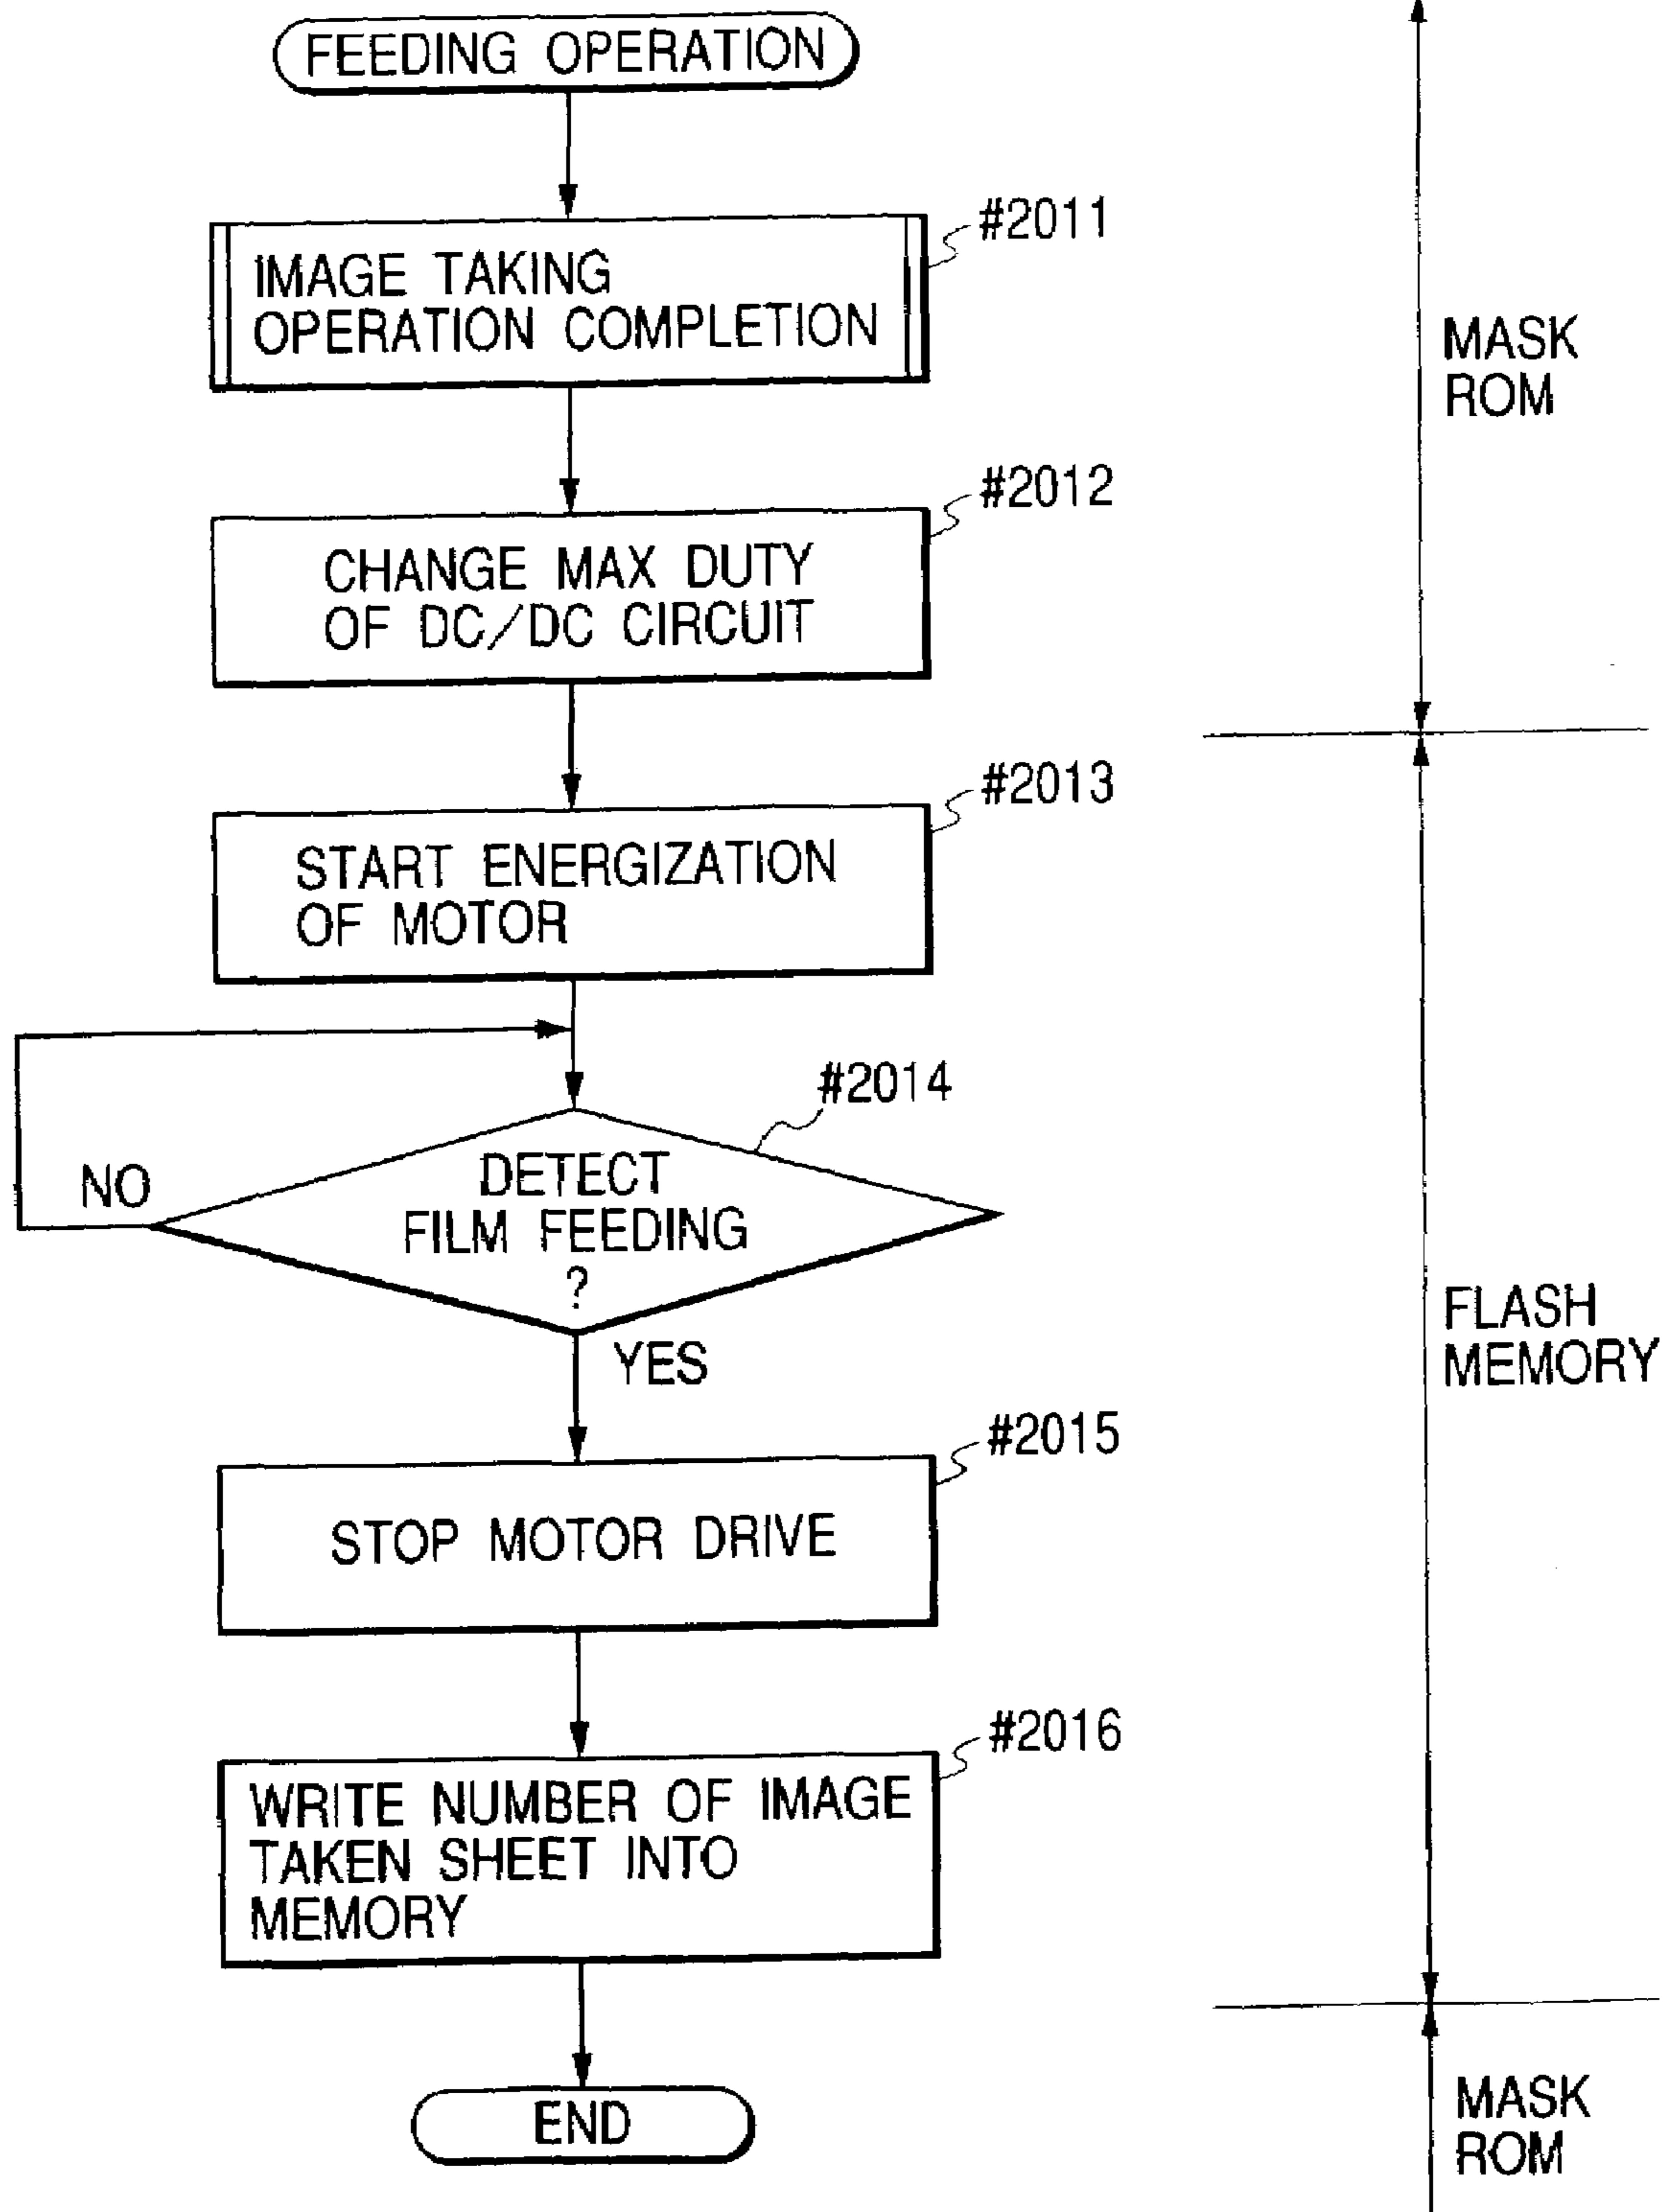 FEEDING OPERATION
#2011
IMAGE TAKING
OPERATION COMPLETION
MASK
ROM
#2012
CHANGE MAX DUTY
OF DC/DC CIRCUIT
#2013
START ENERGIZATION
OF MOTOR
#2014
NO
DETECT
FILM FEEDING
?
YES
FLASH
MEMORY
#2015
STOP MOTOR DRIVE
#2016
WRITE NUMBER OF IMAGE
TAKEN SHEET INTO
MEMORY
END
MASK
ROM